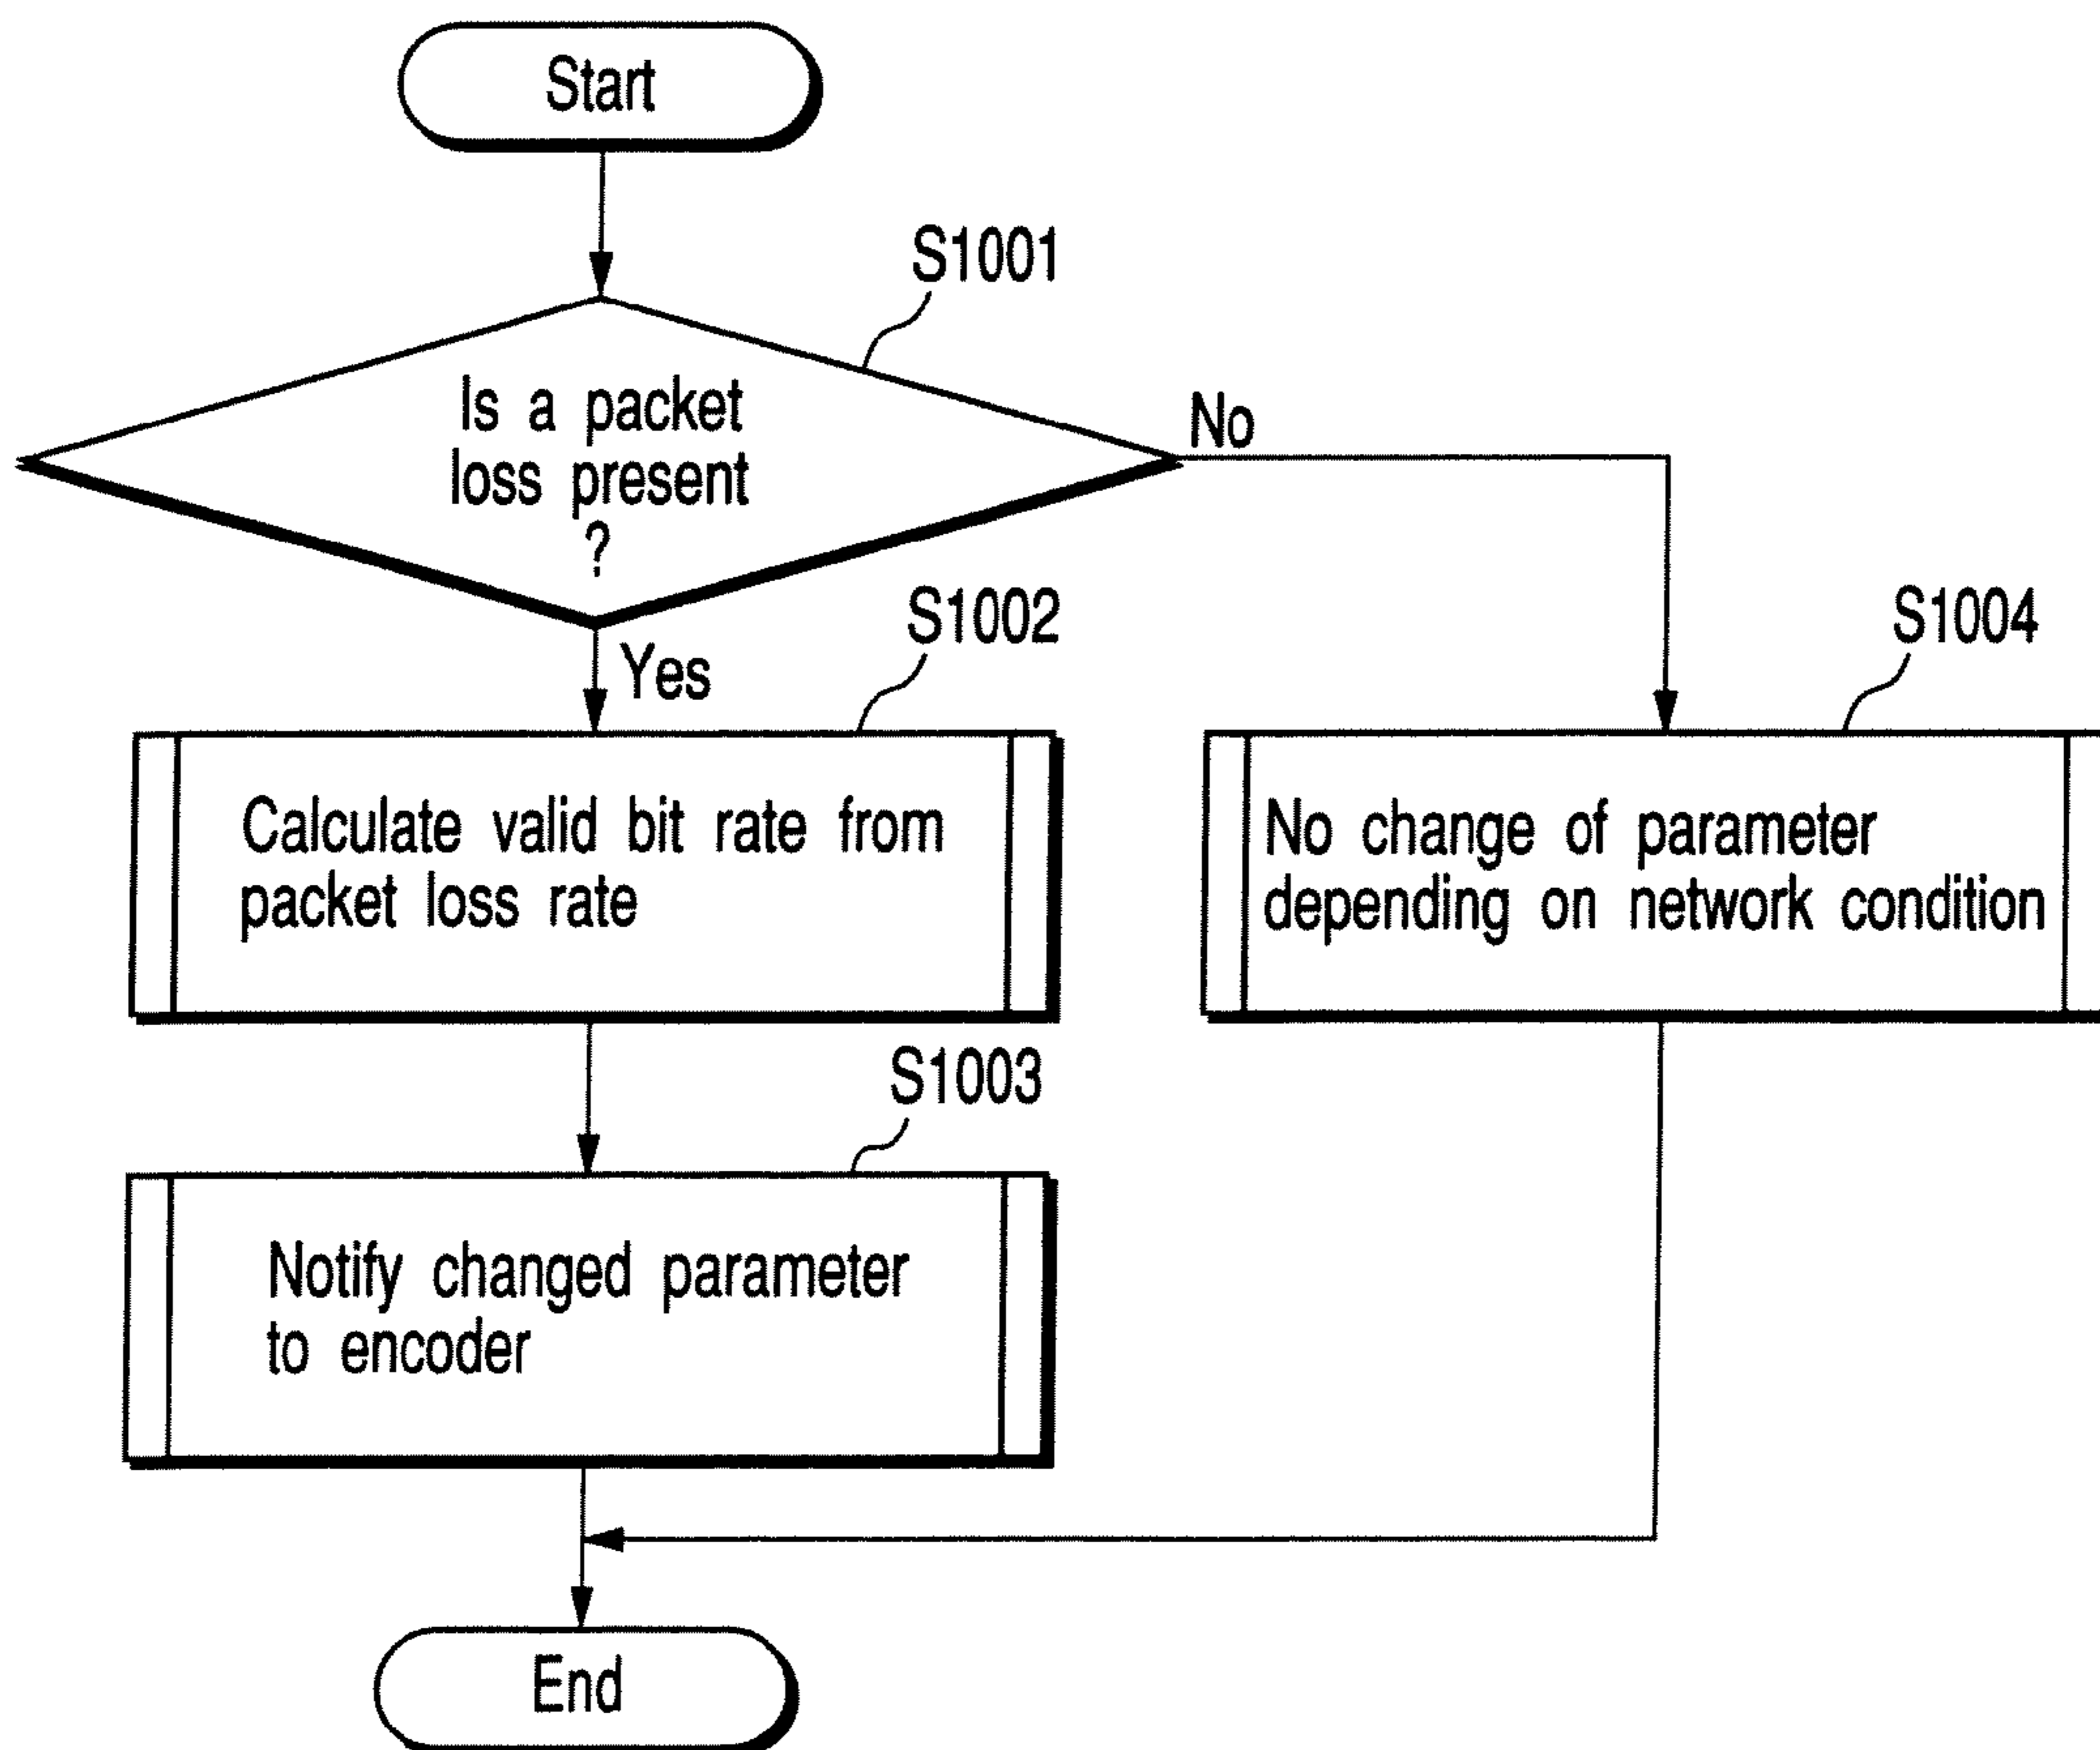 Start
S1001
Is a packet
loss present
?
No
Yes
S1002
S1004
Calculate valid bit rate from
packet loss rate
No change of parameter
depending on network condition
S1003
Notify changed parameter
to encoder
End